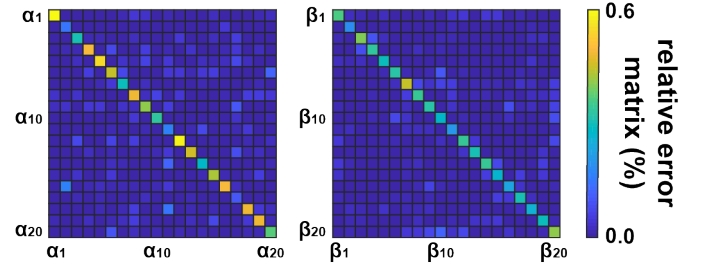 α1
α10
α20
α1 α10 α20
β1
β10
β20
β1 β10 β20
0.6
0.0
relative error
matrix (%)